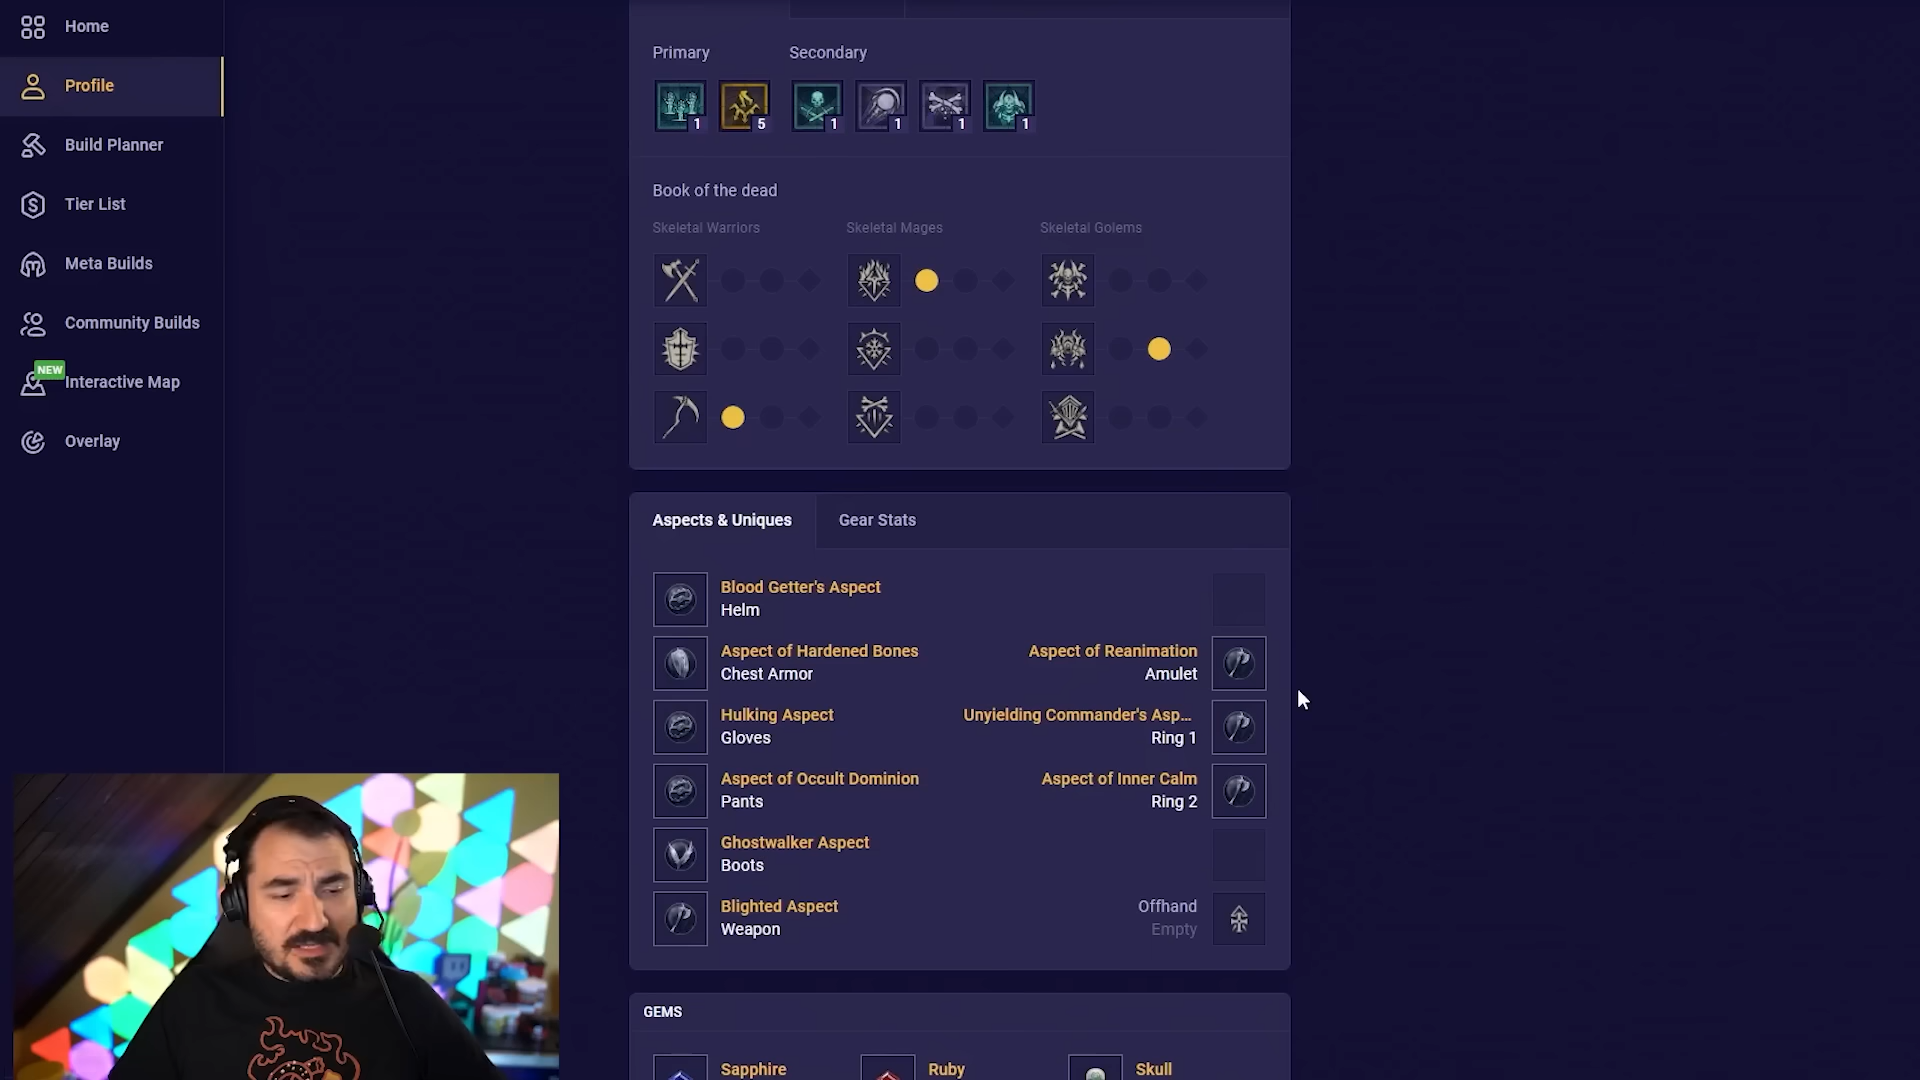 Home
Profile
Build Planner
Tier List
Meta Builds
Community Builds
NEW
Interactive Map
Overlay
Primary
Secondary
1
5
1
1
1
1
Book of the dead
Skeletal Warriors
Skeletal Mages
Skeletal Golems
Aspects & Uniques
Gear Stats
Blood Getter's Aspect
Helm
Aspect of Hardened Bones
Chest Armor
Aspect of Reanimation
Amulet
Hulking Aspect
Gloves
Unyielding Commander's Asp...
Ring 1
Aspect of Occult Dominion
Pants
Aspect of Inner Calm
Ring 2
Ghostwalker Aspect
Boots
Blighted Aspect
Weapon
Offhand
Empty
GEMS
Sapphire
Ruby
Skull